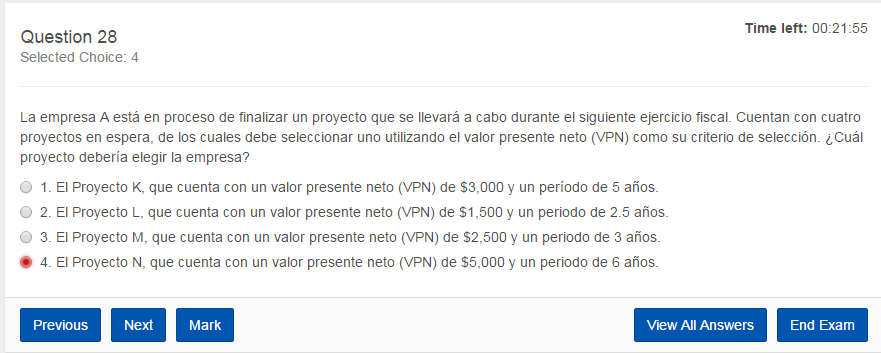 Question 28
Time left: 00:21:55
Selected Choice: 4
La empresa A está en proceso de finalizar un proyecto que se llevará a cabo durante el siguiente ejercicio fiscal. Cuentan con cuatro
proyectos en espera, de los cuales debe seleccionar uno utilizando el valor presente neto (VPN) como su criterio de selección. ¿Cuál
proyecto debería elegir la empresa?
1. El Proyecto K, que cuenta con un valor presente neto (VPN) de $3,000 y un período de 5 años.
2. El Proyecto L, que cuenta con un valor presente neto (VPN) de $1,500 y un periodo de 2.5 años.
3. El Proyecto M, que cuenta con un valor presente neto (VPN) de $2,500 y un periodo de 3 años.
4. El Proyecto N, que cuenta con un valor presente neto (VPN) de $5,000 y un periodo de 6 años.
Previous Next Mark View All Answers End Exam